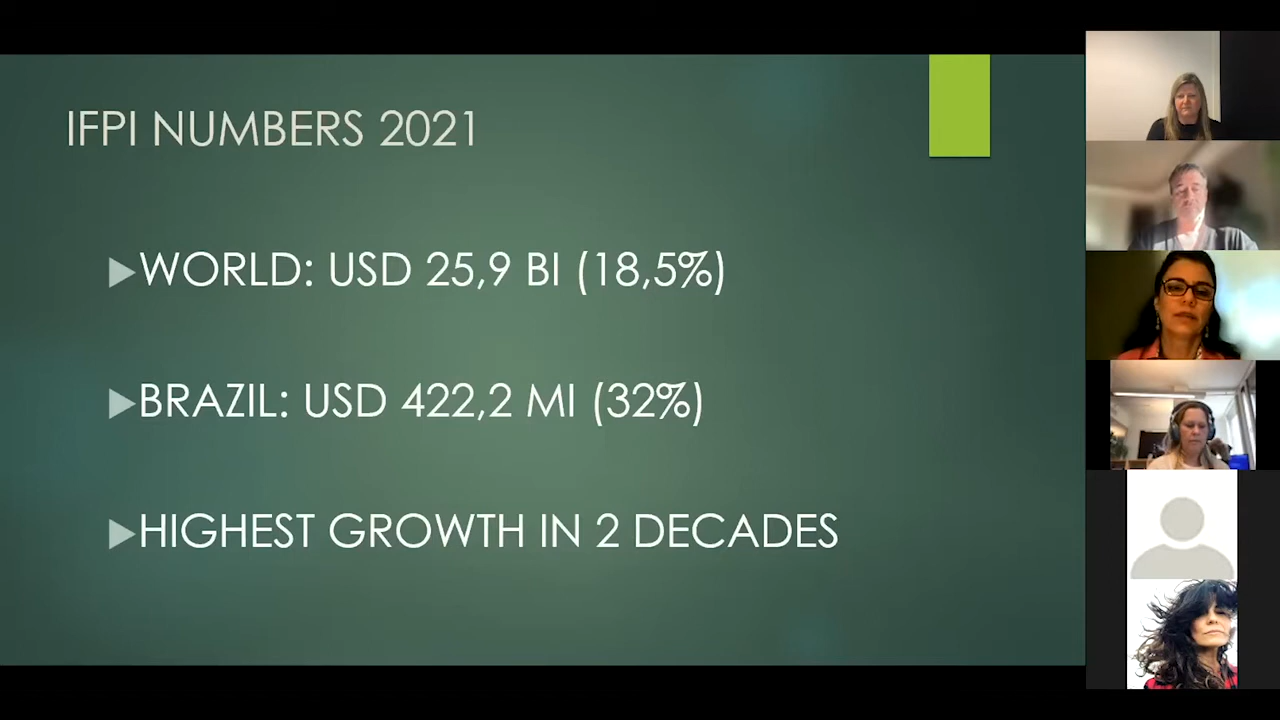 IFPI NUMBERS 2021
WORLD: USD 25,9 BI (18,5%)
BRAZIL: USD 422,2 MI (32%)
HIGHEST GROWTH IN 2 DECADES